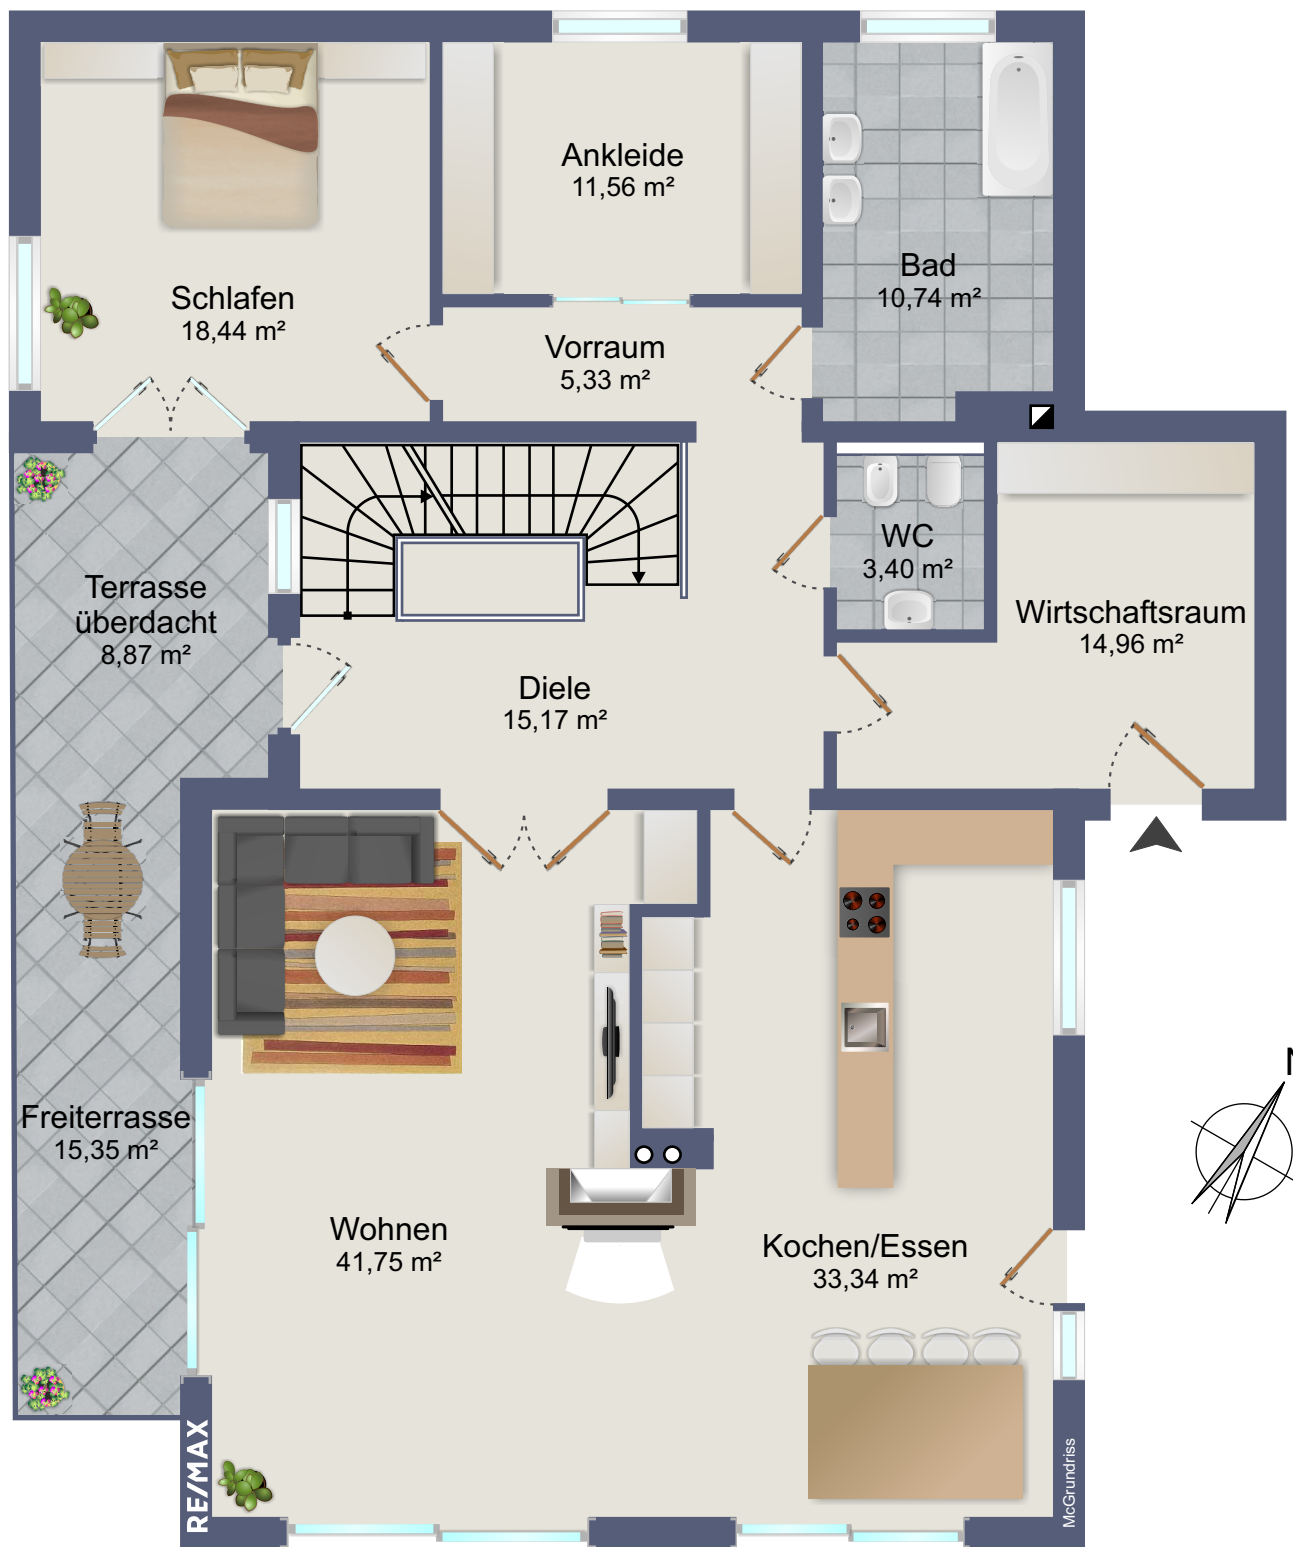 Ankleide
11,56 m²
Bad
10,74 m²
Schlafen
18,44 m²
Vorraum
5,33 m²
WC
3,40 m²
Terrasse
überdacht
8,87 m²
Wirtschaftsraum
14,96 m²
Diele
15,17 m²
N
Freiterrasse
15,35 m²
Wohnen
41,75 m²
Kochen/Essen
33,34 m²
RE/MAX
McGrundriss